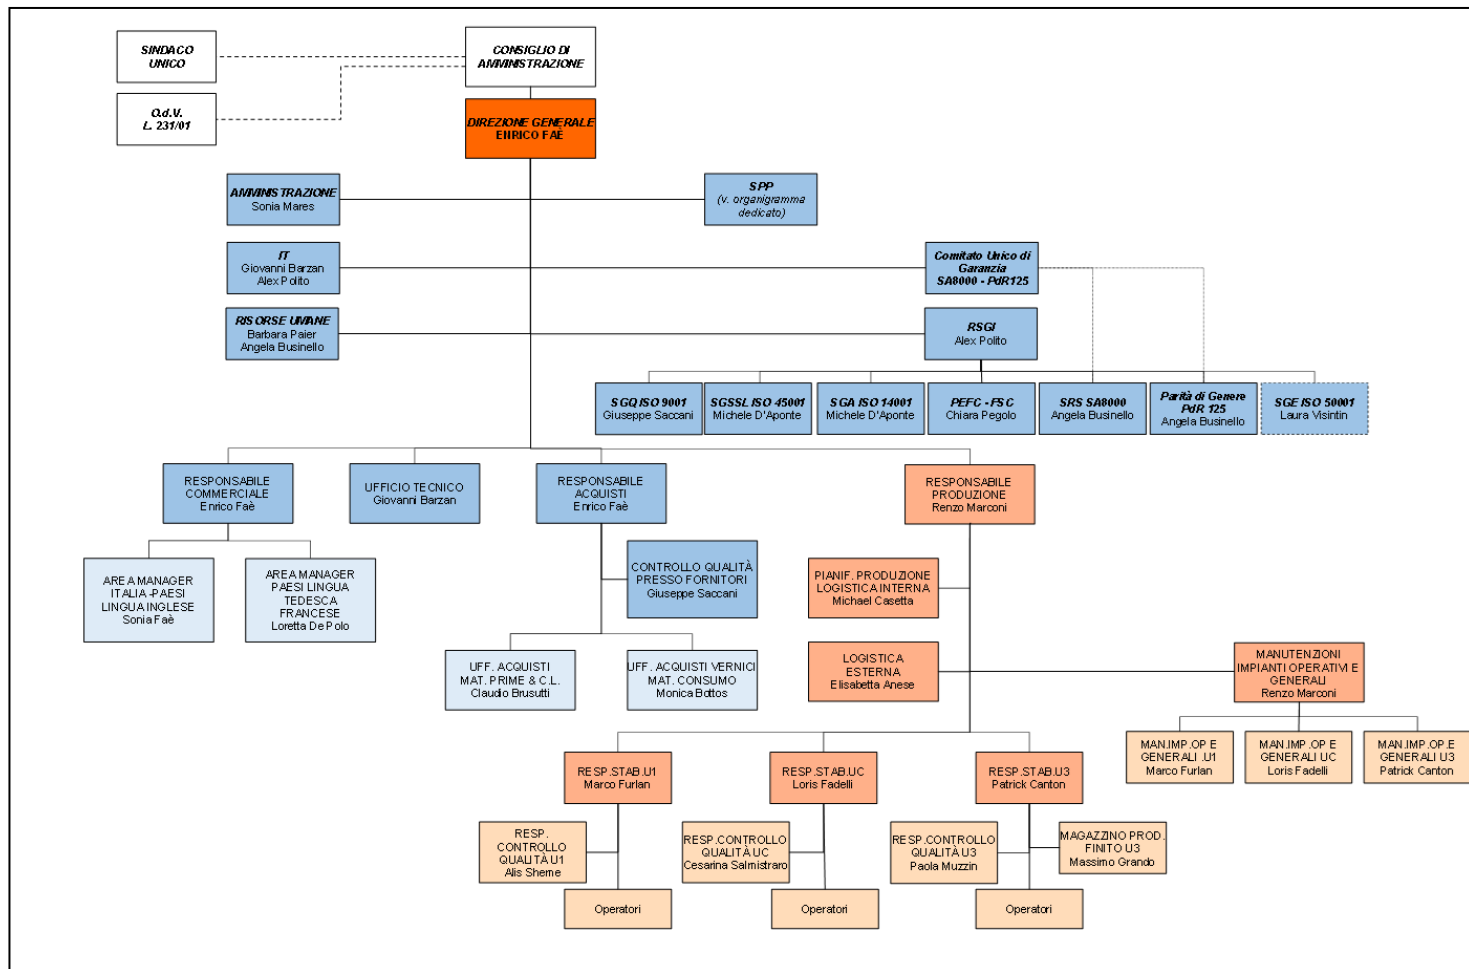 SINDACO
UNICO
CONSIGLIO DI
AMMINISTRAZIONE
O.d.V.
L. 231/01
DIREZIONE GENERALE
ENRICO FAÈ
AMMINISTRAZIONE
Sonia Mares
SPP
(v. organigramma
dedicato)
IT
Giovanni Barzan
Alex Polito
Comitato Unico di
Garanzia
SA8000 - PdR125
RISORSE UMANE
Barbara Paier
Angela Businello
RSGI
Alex Polito
SGQ ISO 9001
Giuseppe Saccani
SGSSL ISO 45001
Michele D'Aponte
SGA ISO 14001
Michele D'Aponte
PEFC - FSC
Chiara Pegolo
SRS SA8000
Angela Businello
Parità di Genere
PdR 125
Angela Businello
SGE ISO 50001
Laura Visintin
RESPONSABILE
COMMERCIALE
Enrico Faè
UFFICIO TECNICO
Giovanni Barzan
RESPONSABILE
ACQUISTI
Enrico Faè
RESPONSABILE
PRODUZIONE
Renzo Marconi
AREA MANAGER
ITALIA -PAESI
LINGUA INGLESE
Sonia Faè
AREA MANAGER
PAESI LINGUA
TEDESCA
FRANCESE
Loretta De Polo
CONTROLLO QUALITÀ
PRESSO FORNITORI
Giuseppe Saccani
PIANIF. PRODUZIONE
LOGISTICA INTERNA
Michael Casetta
UFF. ACQUISTI
MAT. PRIME & C.L.
Claudio Brusutti
UFF. ACQUISTI VERNICI
MAT. CONSUMO
Monica Bottos
LOGISTICA
ESTERNA
Elisabetta Anese
MANUTENZIONI
IMPIANTI OPERATIVI E
GENERALI
Renzo Marconi
MAN.IMP.OP E
GENERALI .U1
Marco Furlan
MAN.IMP.OP E
GENERALI UC
Loris Fadelli
MAN.IMP.OP.E
GENERALI U3
Patrick Canton
RESP.STAB.U1
Marco Furlan
RESP.STAB.UC
Loris Fadelli
RESP.STAB.U3
Patrick Canton
RESP.
CONTROLLO
QUALITÀ U1
Alis Sheme
RESP.CONTROLLO
QUALITÀ UC
Cesarina Salmistraro
RESP.CONTROLLO
QUALITÀ U3
Paola Muzzin
MAGAZZINO PROD.
FINITO U3
Massimo Grando
Operatori
Operatori
Operatori